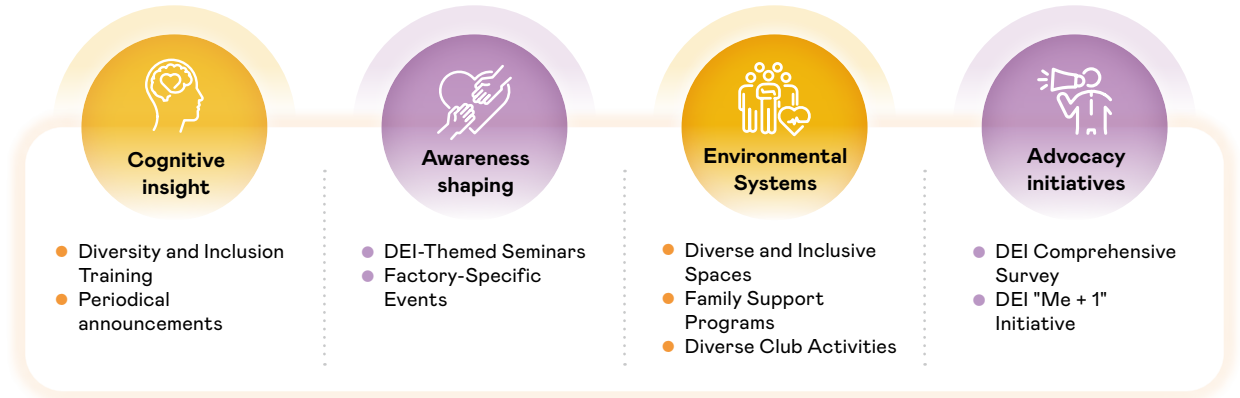 Cognitive
insight
Diversity and Inclusion
Training
Periodical
announcements
Awareness
shaping
DEI-Themed Seminars
Factory-Specific
Events
Environmental
Systems
Diverse and Inclusive
Spaces
Family Support
Programs
Diverse Club Activities
Advocacy
initiatives
DEI Comprehensive
Survey
DEI "Me + 1"
Initiative